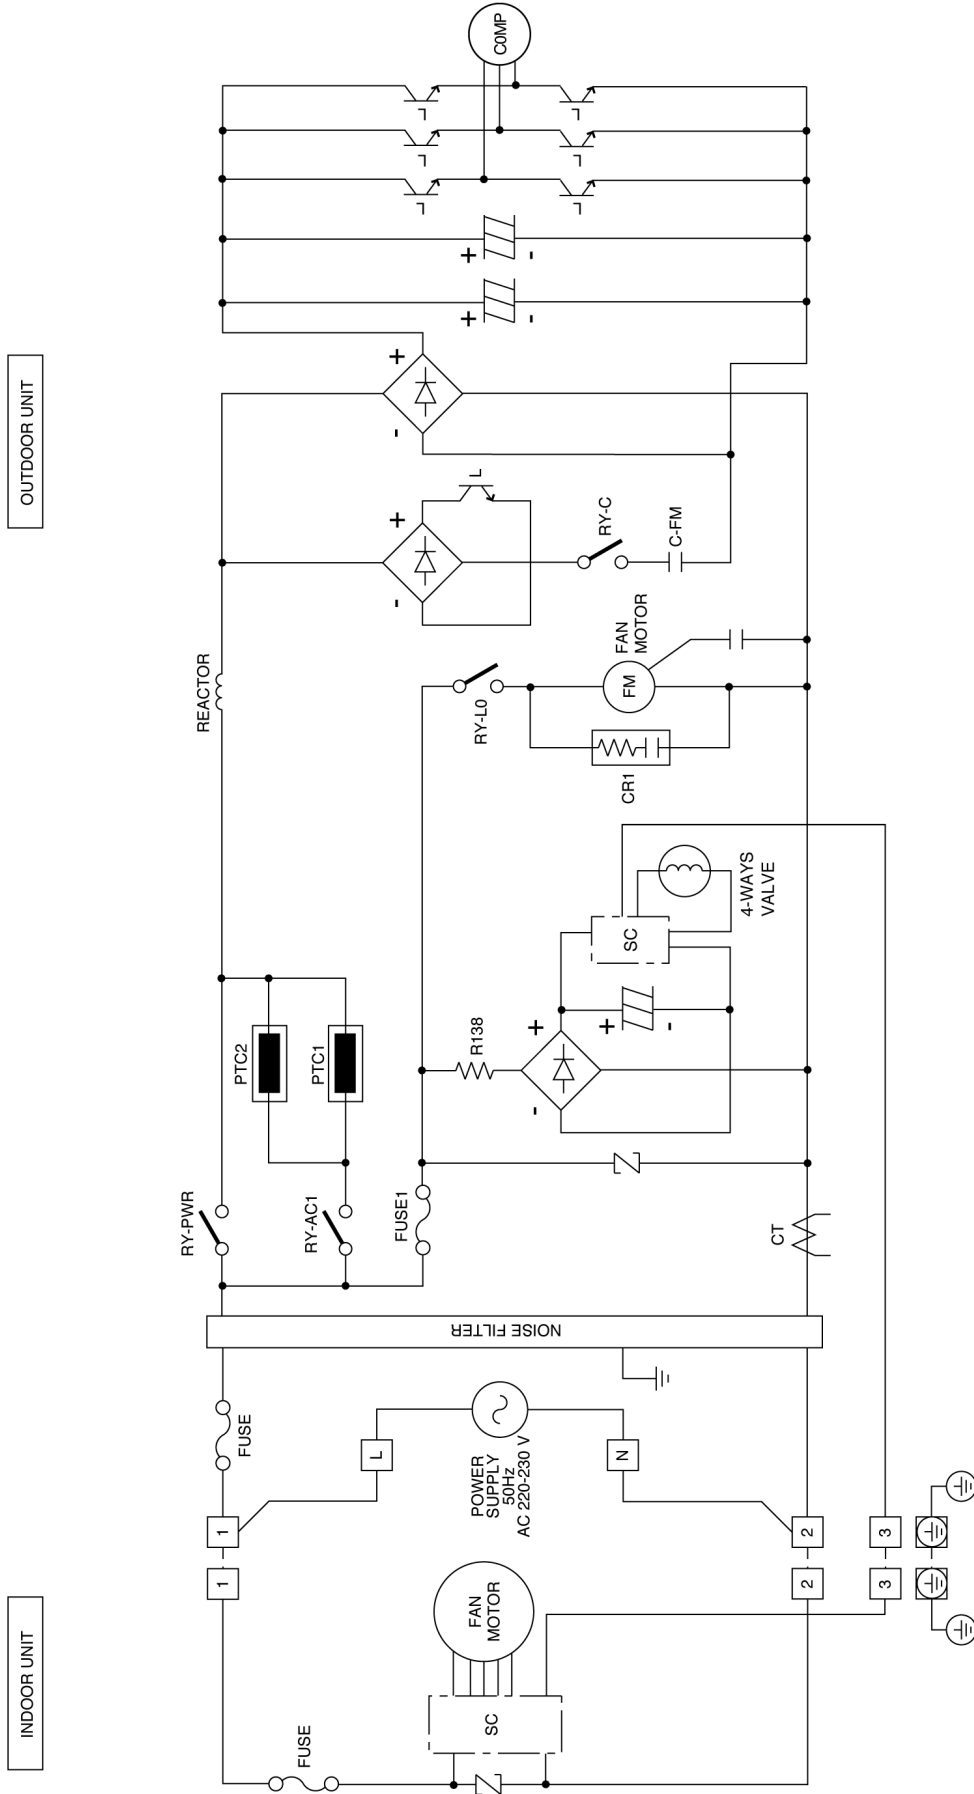 COMP
+
-
+
-
OUTDOOR UNIT
+
-
+
-
RY-C
C-FM
REACTOR
FAN
MOTOR
FM
RY-L0
CR1
4-WAYS
VALVE
SC
PTC2
PTC1
R138
+
-
+
-
RY-PWR
RY-AC1
FUSE1
CT
NOISE FILTER
FUSE
L
POWER
SUPPLY
50Hz
AC 220-230 V
N
1
2
3
1
2
3
INDOOR UNIT
FAN
MOTOR
SC
FUSE